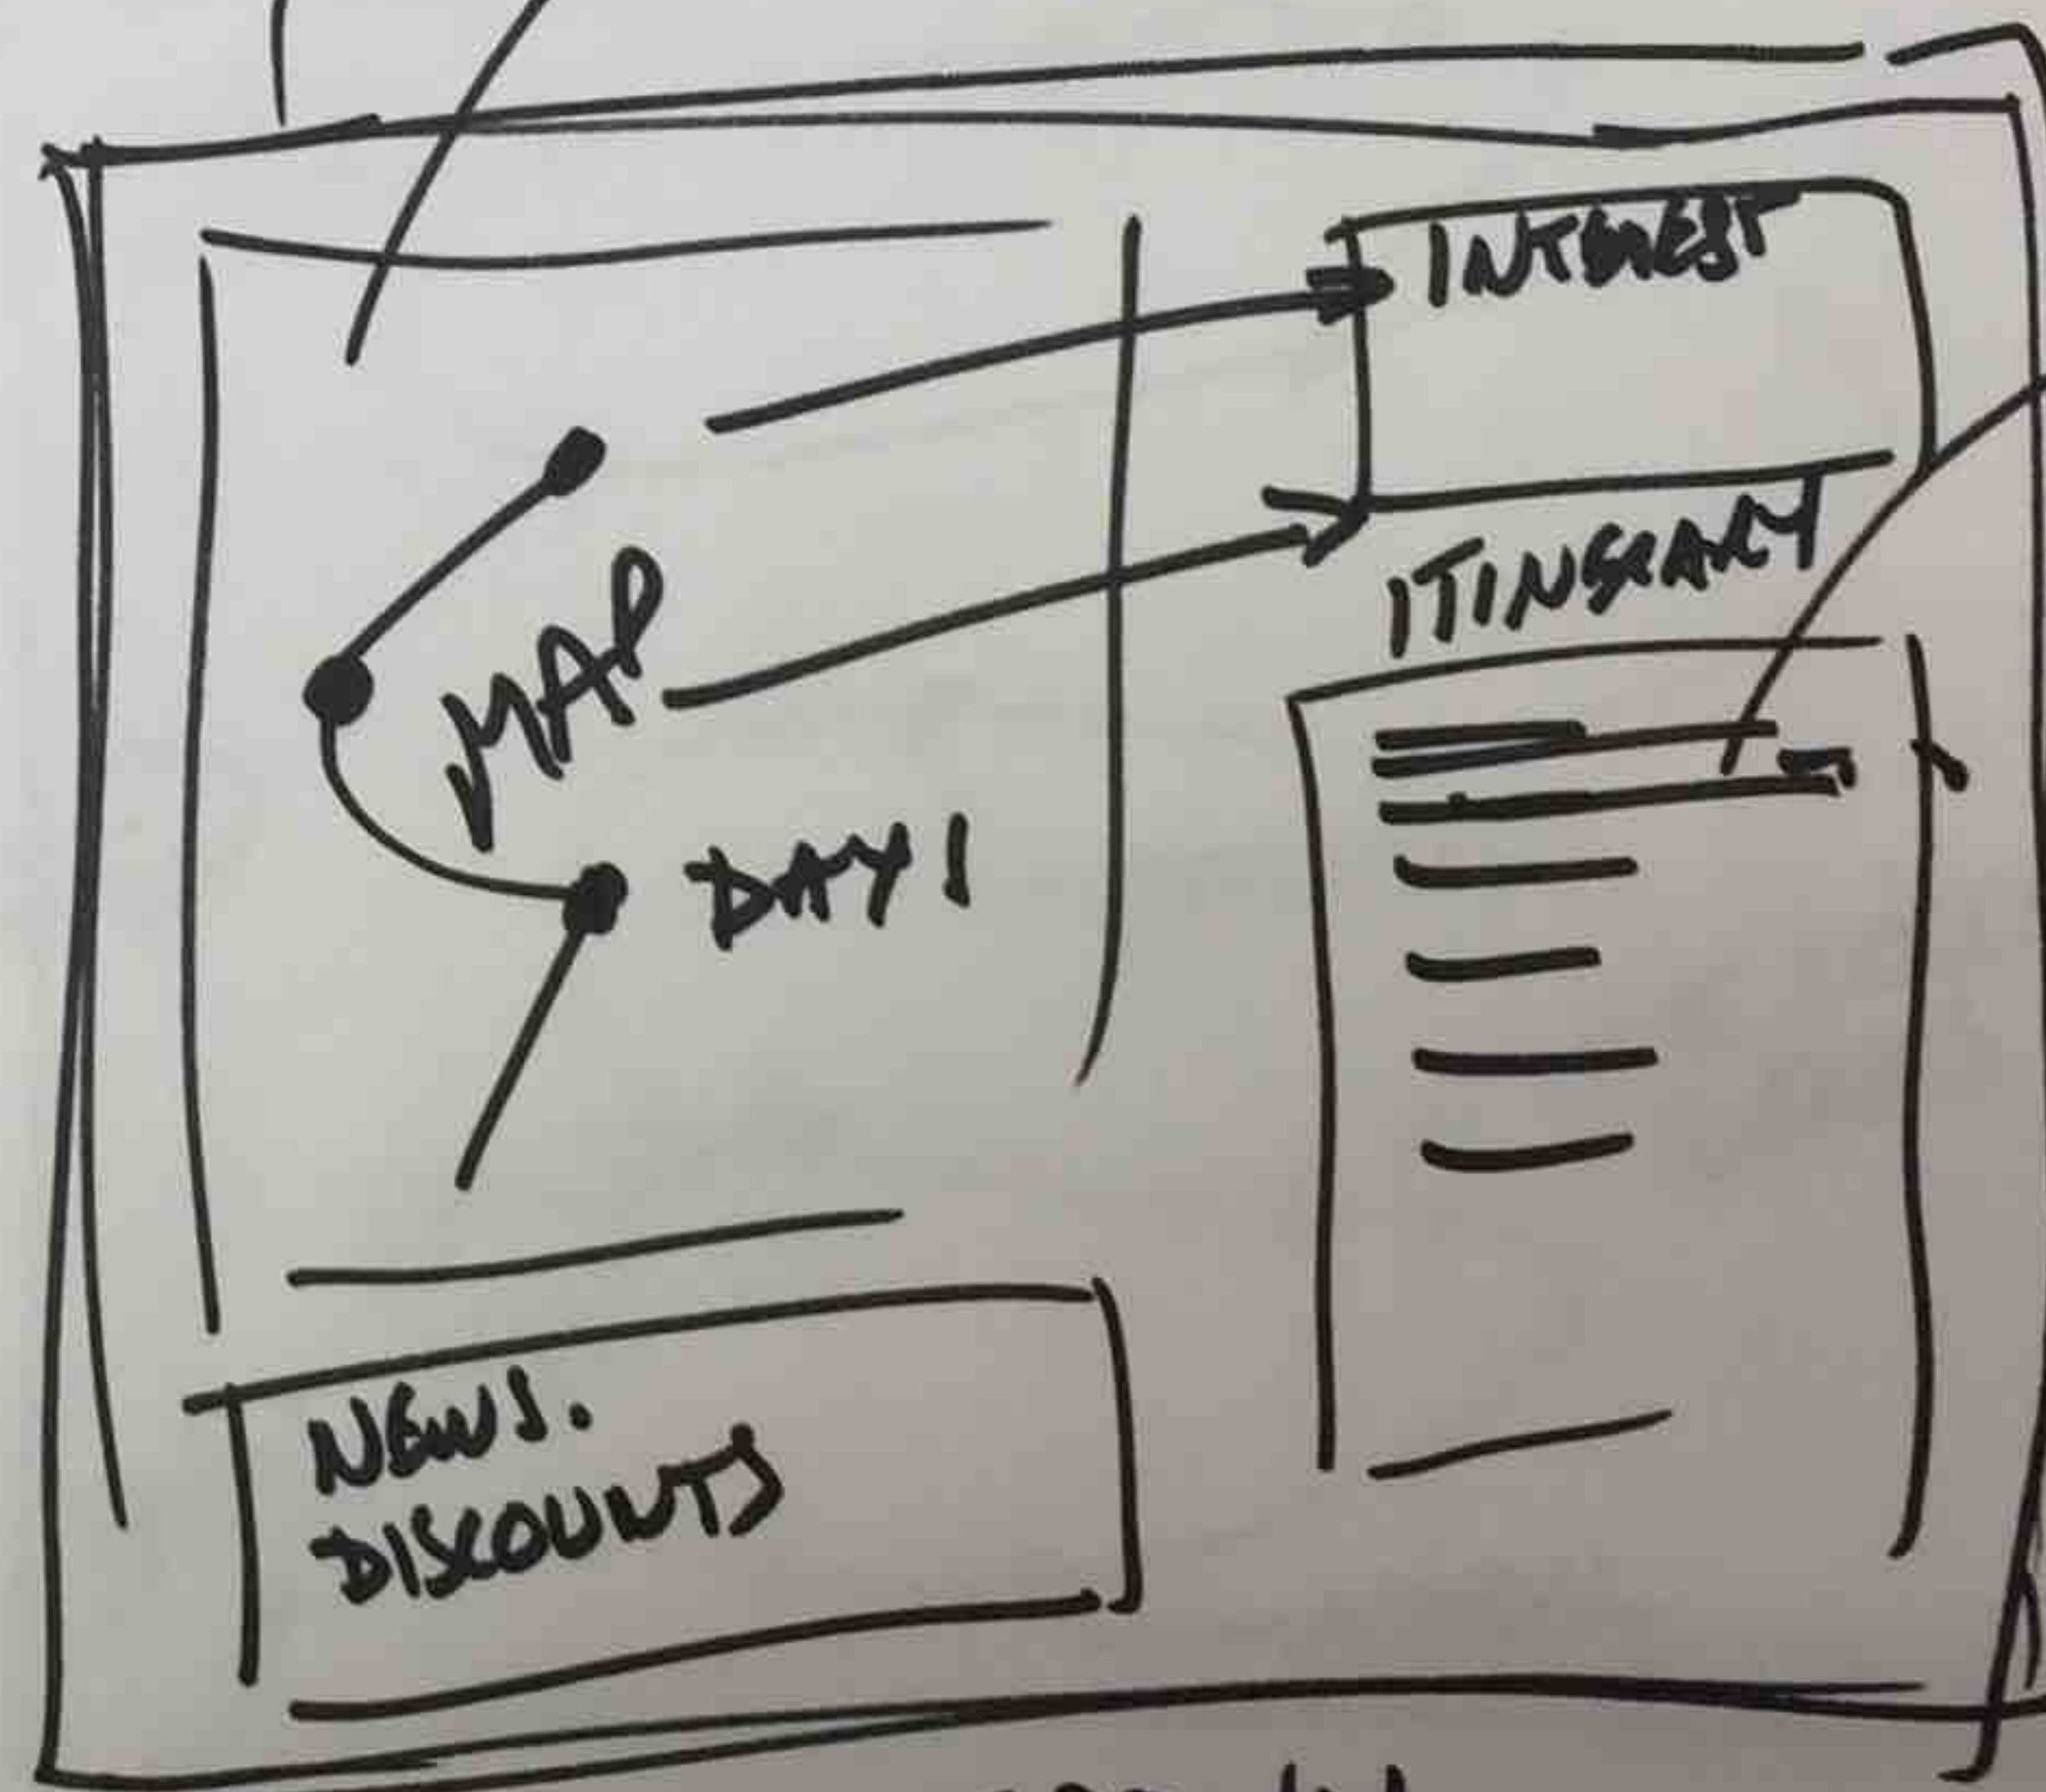 INTEREST
ITINERARY
MAP
DAY 1
NEWS.
DISCOUNTS